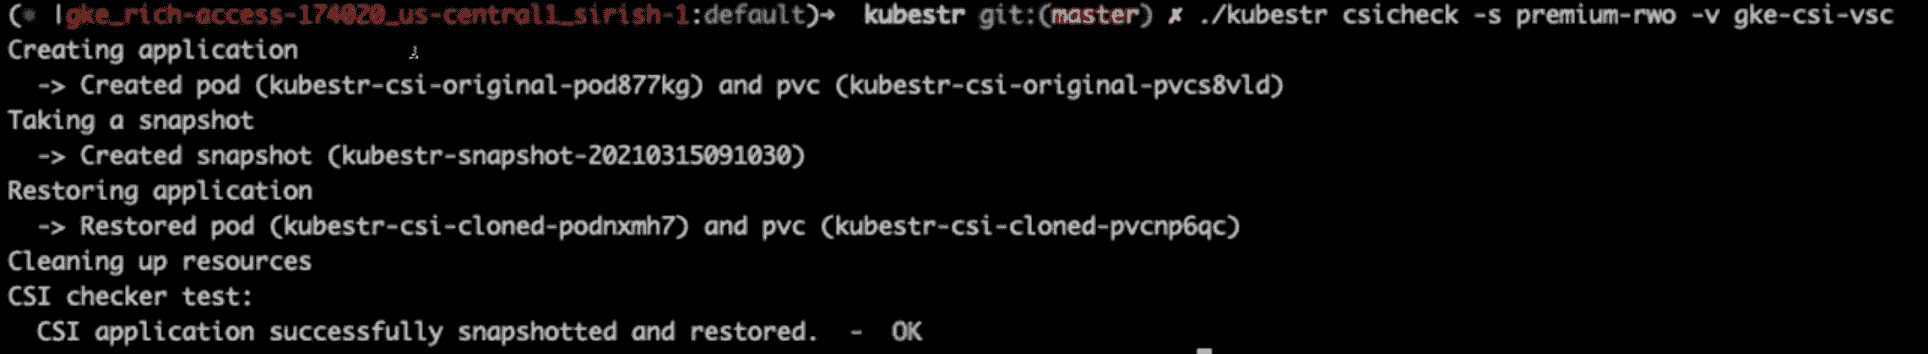 (⎈ |gke_rich-access-174020_us-central1_sirish-1:default)→  kubestr git:(master) ✗ ./kubestr csicheck -s premium-rwo -v gke-csi-vsc
Creating application
  -> Created pod (kubestr-csi-original-pod877kg) and pvc (kubestr-csi-original-pvcs8vld)
Taking a snapshot
  -> Created snapshot (kubestr-snapshot-20210315091030)
Restoring application
  -> Restored pod (kubestr-csi-cloned-podnxmh7) and pvc (kubestr-csi-cloned-pvcnp6qc)
Cleaning up resources
CSI checker test:
  CSI application successfully snapshotted and restored.  -  OK